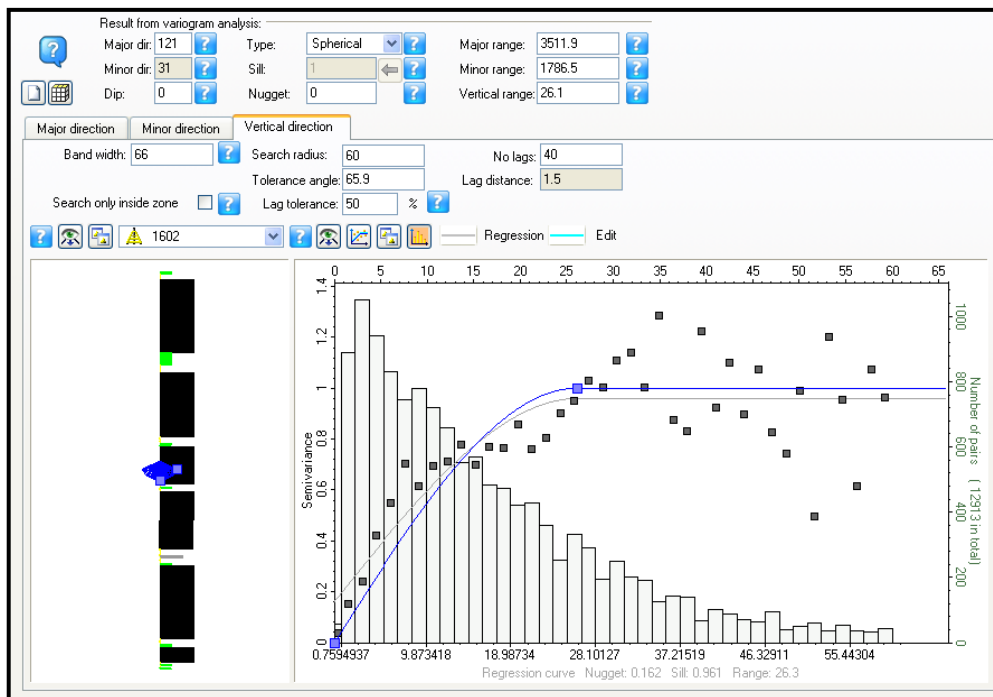 Result from variogram analysis:
Major dir: 121 ? Type: Spherical ? Major range: 3511.9 ?
Minor dir: 31 ? Sill: 1 ? Minor range: 1786.5 ?
Dip: 0 ? Nugget: 0 ? Vertical range: 26.1 ?
?
Major direction Minor direction Vertical direction
Band width: 66 ? Search radius: 60 No lags: 40
Tolerance angle: 65.9 Lag distance: 1.5
Search only inside zone ? Lag tolerance: 50 % ?
? 1602 ? Regression Edit
0 5 10 15 20 25 30 35 40 45 50 55 60 65
1.4
1.2
1
0.8
0.6
0.4
0.2
0
Semivariance
1000
800
600
400
200
0
Number of pairs ( 12913 in total)
0.7594937 9.873418 18.98734 28.10127 37.21519 46.32911 55.44304
Regression curve Nugget: 0.162 Sill: 0.961 Range: 26.3